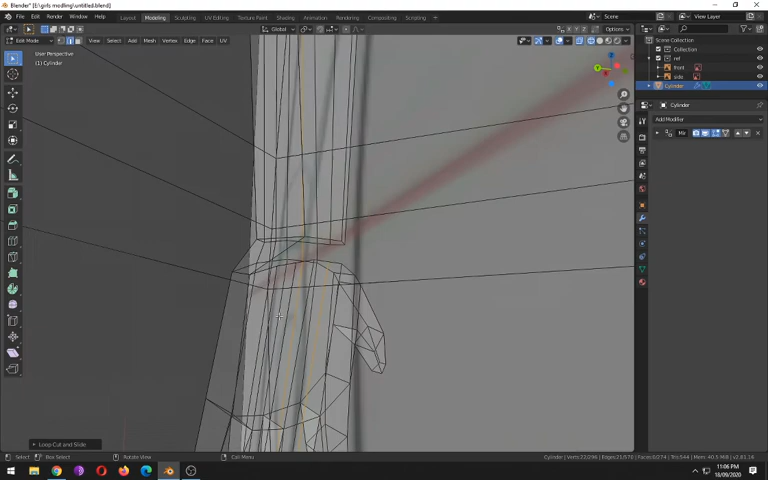 Blender* [E:\girls modling\untitled.blend]
File Edit Render Window Help Layout Modeling Sculpting UV Editing Texture Paint Shading Animation Rendering Compositing Scripting Scene View Layer
Global Options
Edit Mode View Select Add Mesh Vertex Edge Face UV
User Perspective
(1) Cylinder
Scene Collection
Collection
front
side
Cylinder
Cylinder
Add Modifier
Mir
Loop Cut and Slide
Select Box Select Rotate View Call Menu
11:06 PM
18/09/2020